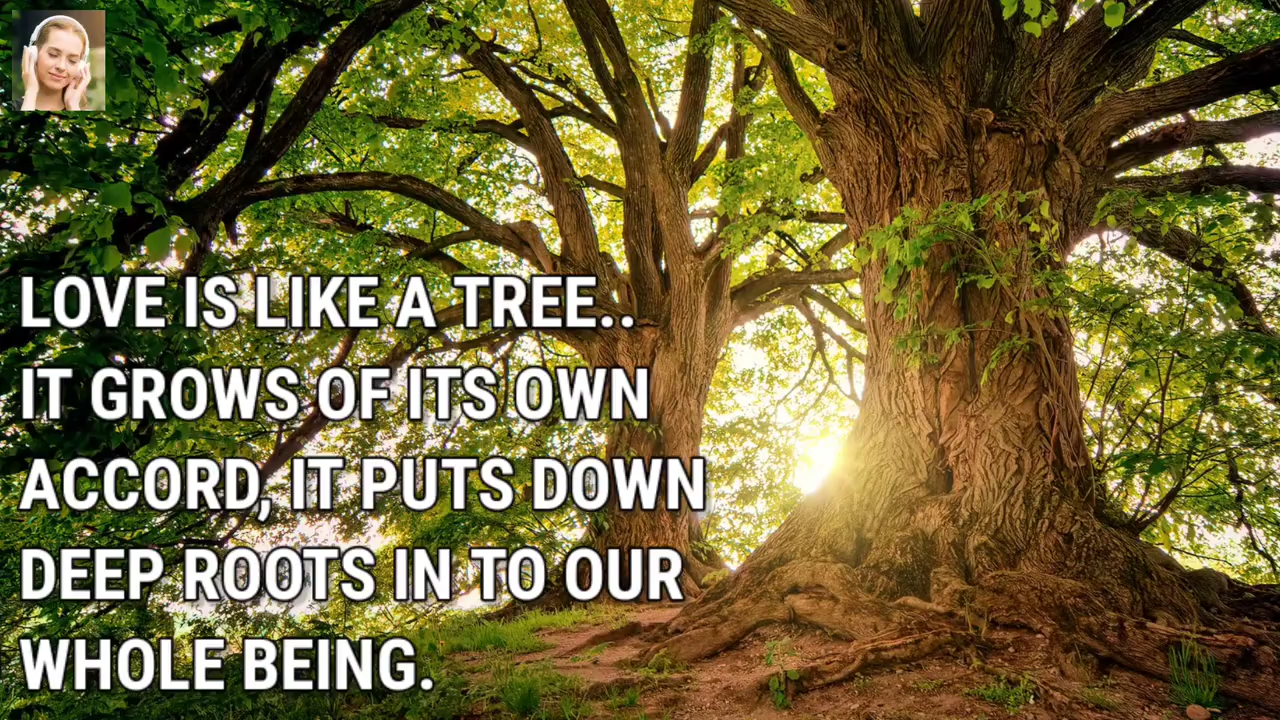 LOVE IS LIKE A TREE..
IT GROWS OF ITS OWN
ACCORD, IT PUTS DOWN
DEEP ROOTS IN TO OUR
WHOLE BEING.